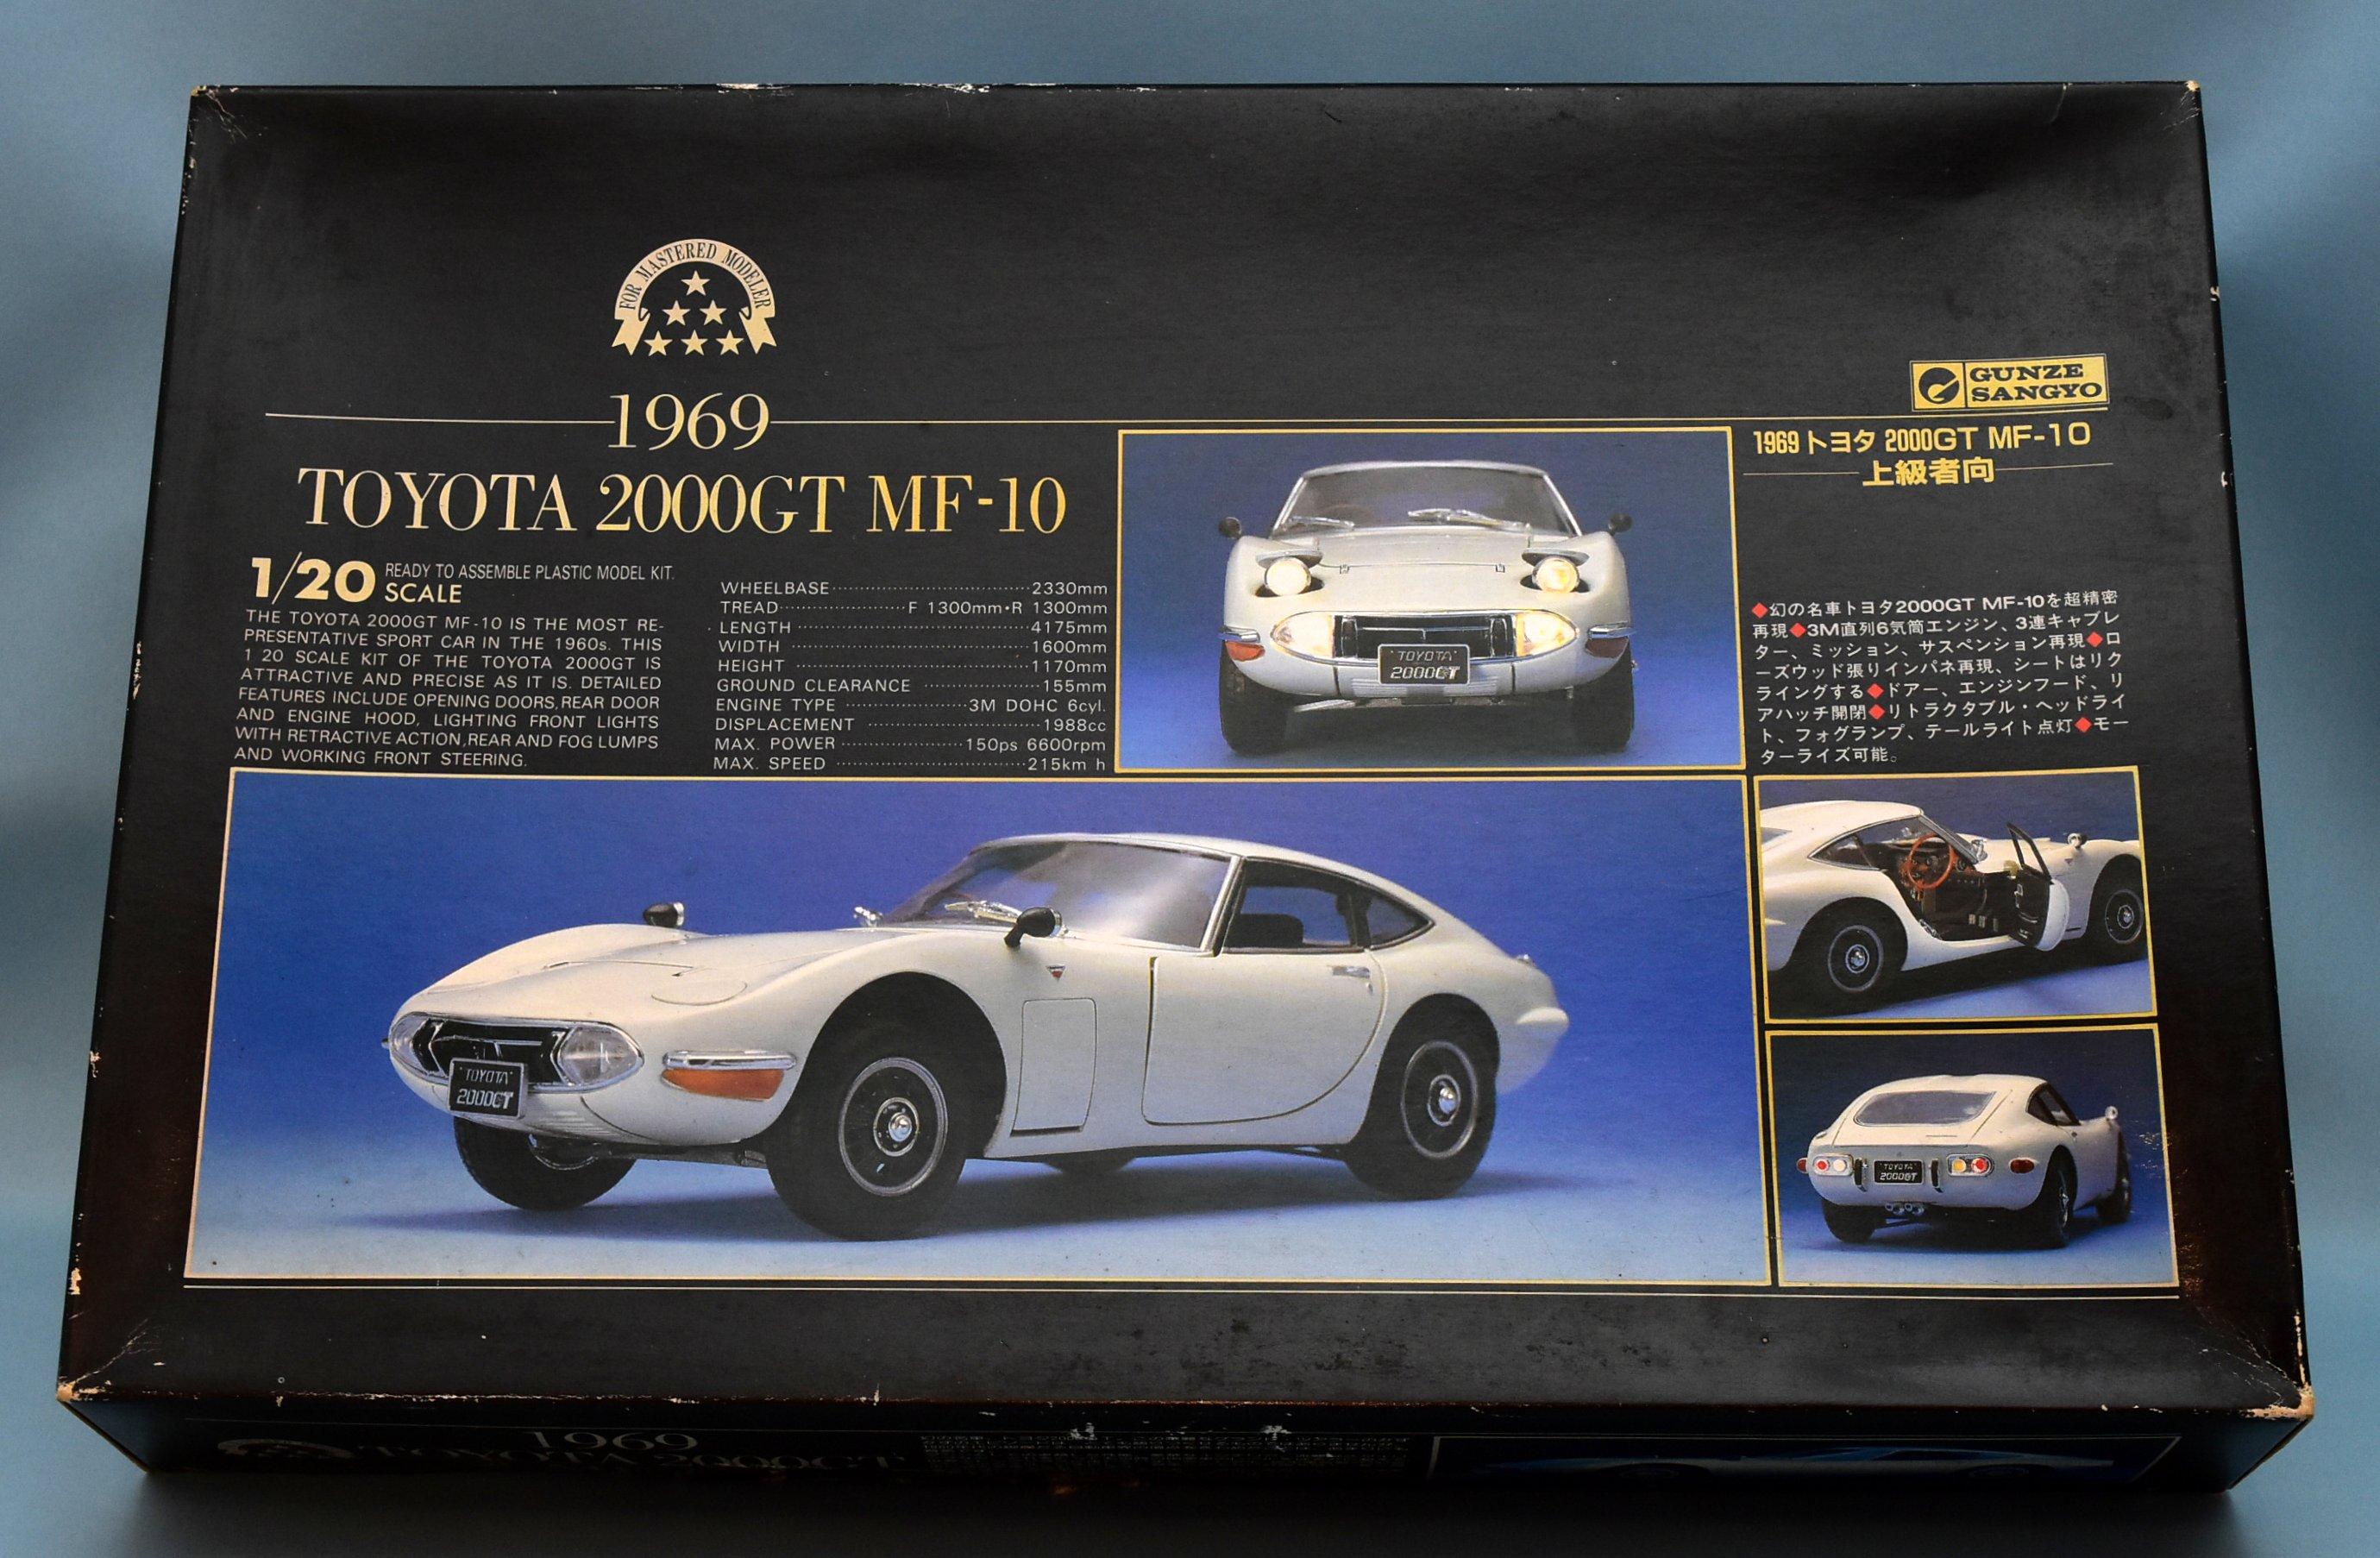 FOR MASTERED MODELER
1969
TOYOTA 2000GT MF-10
1/20 SCALE
READY TO ASSEMBLE PLASTIC MODEL KIT.
THE TOYOTA 2000GT MF-10 IS THE MOST RE-
PRESENTATIVE SPORT CAR IN THE 1960s. THIS
1 20 SCALE KIT OF THE TOYOTA 2000GT IS
ATTRACTIVE AND PRECISE AS IT IS. DETAILED
FEATURES INCLUDE OPENING DOORS,REAR DOOR
AND ENGINE HOOD, LIGHTING FRONT LIGHTS
WITH RETRACTIVE ACTION,REAR AND FOG LUMPS
AND WORKING FRONT STEERING.
WHEELBASE 2330mm
TREAD F 1300mm•R 1300mm
LENGTH 4175mm
WIDTH 1600mm
HEIGHT 1170mm
GROUND CLEARANCE 155mm
ENGINE TYPE 3M DOHC 6cyl.
DISPLACEMENT 1988cc
MAX. POWER 150ps 6600rpm
MAX. SPEED 215km h
TOYOTA
2000GT
GUNZE
SANGYO
1969 トヨタ 2000GT MF-10
上級者向
◆幻の名車トヨタ2000GT MF-10を超精密
再現◆3M直列6気筒エンジン、3連キャブレ
ター、ミッション、サスペンション再現◆ロ
ーズウッド張りインパネ再現、シートはリク
ライングする◆ドアー、エンジンフード、リ
アハッチ開閉◆リトラクタブル・ヘッドライ
ト、フォグランプ、テールライト点灯◆モー
ターライズ可能。
TOYOTA
2000GT
TOYOTA
2000GT
1969
TOYOTA 2000GT